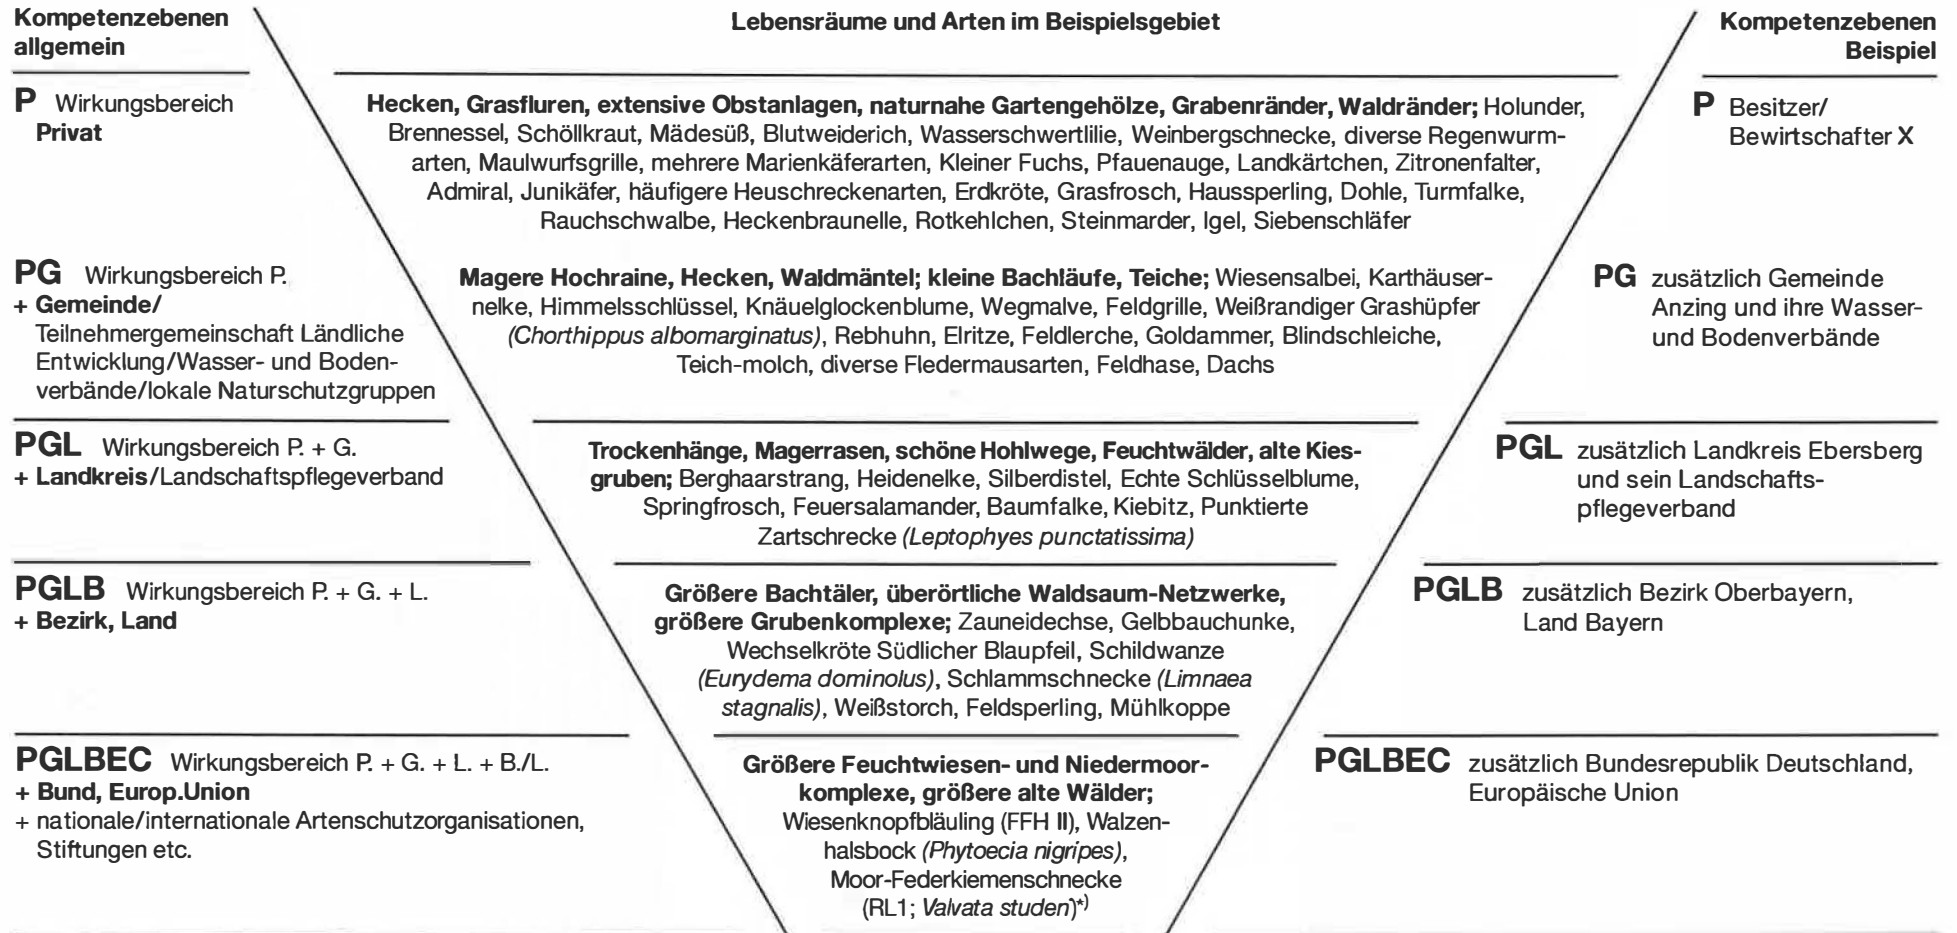 Kompetenzebenen
allgemein
Lebensräume und Arten im Beispielsgebiet
Kompetenzebenen
Beispiel
P Wirkungsbereich
Privat
Hecken, Grasfluren, extensive Obstanlagen, naturnahe Gartengehölze, Grabenränder, Waldränder; Holunder,
Brennessel, Schöllkraut, Mädesüß, Blutweiderich, Wasserschwertlilie, Weinbergschnecke, diverse Regenwurm-
arten, Maulwurfsgrille, mehrere Marienkäferarten, Kleiner Fuchs, Pfauenauge, Landkärtchen, Zitronenfalter,
Admiral, Junikäfer, häufigere Heuschreckenarten, Erdkröte, Grasfrosch, Haussperling, Dohle, Turmfalke,
Rauchschwalbe, Heckenbraunelle, Rotkehlchen, Steinmarder, Igel, Siebenschläfer
P Besitzer/
Bewirtschafter X
PG Wirkungsbereich P.
+ Gemeinde/
Teilnehmergemeinschaft Ländliche
Entwicklung/Wasser- und Boden-
verbände/lokale Naturschutzgruppen
Magere Hochraine, Hecken, Waldmäntel; kleine Bachläufe, Teiche; Wiesensalbei, Karthäuser-
nelke, Himmelsschlüssel, Knäuelglockenblume, Wegmalve, Feldgrille, Weißrandiger Grashüpfer
(Chorthippus albomarginatus), Rebhuhn, Elritze, Feldlerche, Goldammer, Blindschleiche,
Teich-molch, diverse Fledermausarten, Feldhase, Dachs
PG zusätzlich Gemeinde
Anzing und ihre Wasser-
und Bodenverbände
PGL Wirkungsbereich P. + G.
+ Landkreis/Landschaftspflegeverband
Trockenhänge, Magerrasen, schöne Hohlwege, Feuchtwälder, alte Kies-
gruben; Berghaarstrang, Heidenelke, Silberdistel, Echte Schlüsselblume,
Springfrosch, Feuersalamander, Baumfalke, Kiebitz, Punktierte
Zartschrecke (Leptophyes punctatissima)
PGL zusätzlich Landkreis Ebersberg
und sein Landschafts-
pflegeverband
PGLB Wirkungsbereich P. + G. + L.
+ Bezirk, Land
Größere Bachtäler, überörtliche Waldsaum-Netzwerke,
größere Grubenkomplexe; Zauneidechse, Gelbbauchunke,
Wechselkröte Südlicher Blaupfeil, Schildwanze
(Eurydema dominolus), Schlammschnecke (Limnaea
stagnalis), Weißstorch, Feldsperling, Mühlkoppe
PGLB zusätzlich Bezirk Oberbayern,
Land Bayern
PGLBEC Wirkungsbereich P. + G. + L. + B./L.
+ Bund, Europ.Union
+ nationale/internationale Artenschutzorganisationen,
Stiftungen etc.
Größere Feuchtwiesen- und Niedermoor-
komplexe, größere alte Wälder;
Wiesenknopfbläuling (FFH II), Walzen-
halsbock (Phytoecia nigripes),
Moor-Federkiemenschnecke
(RL1; Valvata studen)*)
PGLBEC zusätzlich Bundesrepublik Deutschland,
Europäische Union